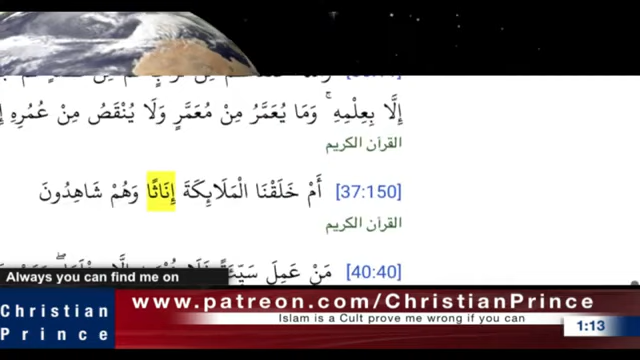 إِلَّا بِعِلْمِهِ ۚ وَمَا يُعَمَّرُ مِنْ مُعَمَّرٍ وَلَا يُنْقَصُ مِنْ عُمُرِهِ
القرآن الكريم
[37:150] أَمْ خَلَقْنَا الْمَلَائِكَةَ إِنَاثًا وَهُمْ شَاهِدُونَ
القرآن الكريم
[40:40] مَنْ عَمِلَ سَيِّئَةً
Always you can find me on
www.patreon.com/ChristianPrince
Christian
Prince
Islam is a Cult prove me wrong if you can
1:13